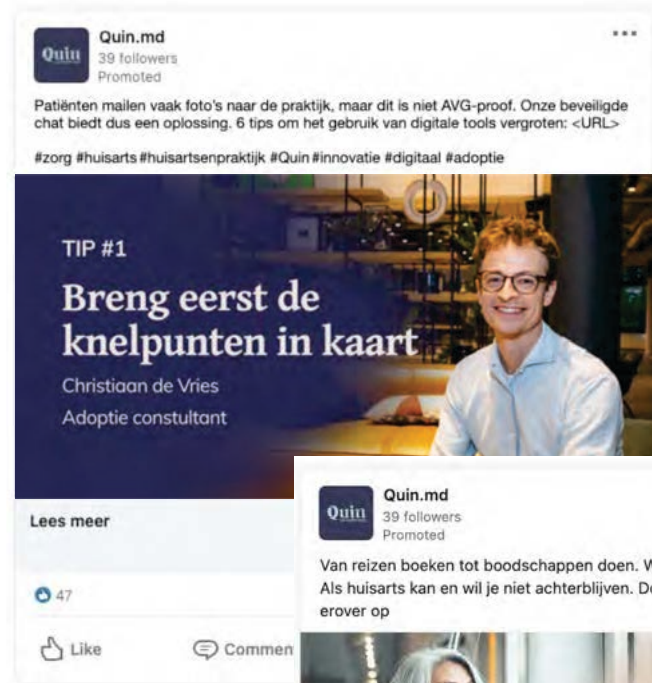 Quin
Quin.md
39 followers
Promoted
Patiënten mailen vaak foto's naar de praktijk, maar dit is niet AVG-proof. Onze beveiligde
chat biedt dus een oplossing. 6 tips om het gebruik van digitale tools vergroten: <URL>
#zorg #huisarts #huisartsenpraktijk #Quin #innovatie #digitaal #adoptie
TIP #1
Breng eerst de
knelpunten in kaart
Christiaan de Vries
Adoptie constultant
Lees meer
47
Like
Commen
Quin
Quin.md
39 followers
Promoted
Van reizen boeken tot boodschappen doen. W
Als huisarts kan en wil je niet achterblijven. De
erover op